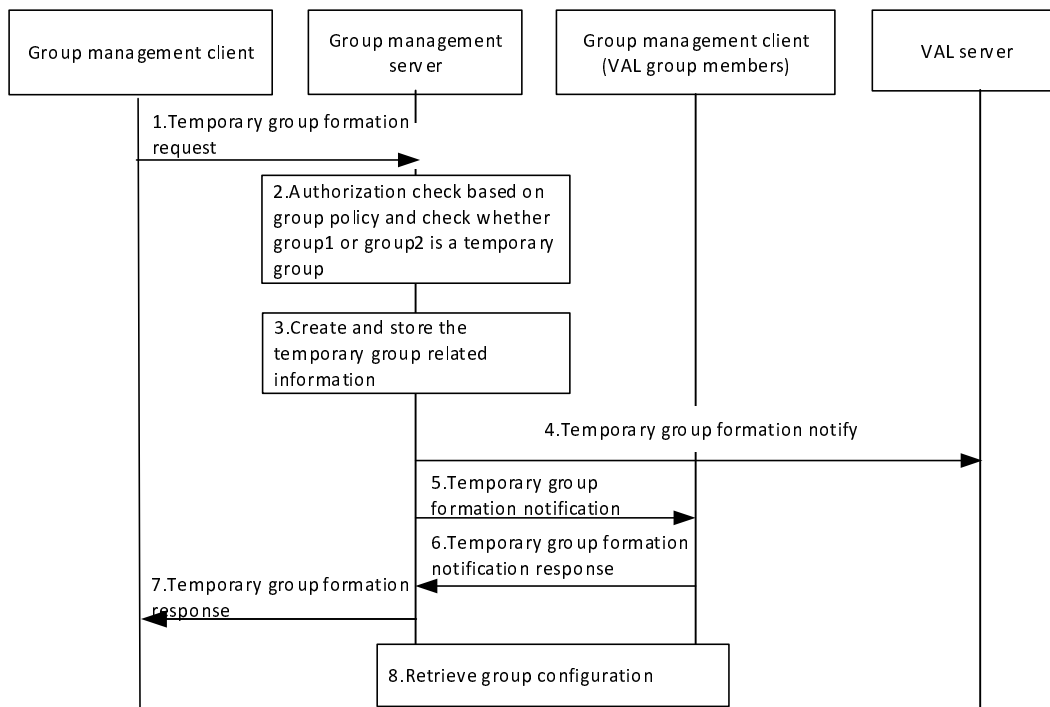 Group management client
Group management
server
Group management client
(VAL group members)
VAL server
1.Temporary group formation
request
2.Authorization check based on
group policy and check whether
group1 or group2 is a temporary
group
3.Create and store the
temporary group related
information
4.Temporary group formation notify
5.Temporary group
formation notification
6.Temporary group formation
notification response
7.Temporary group formation
response
8.Retrieve group configuration